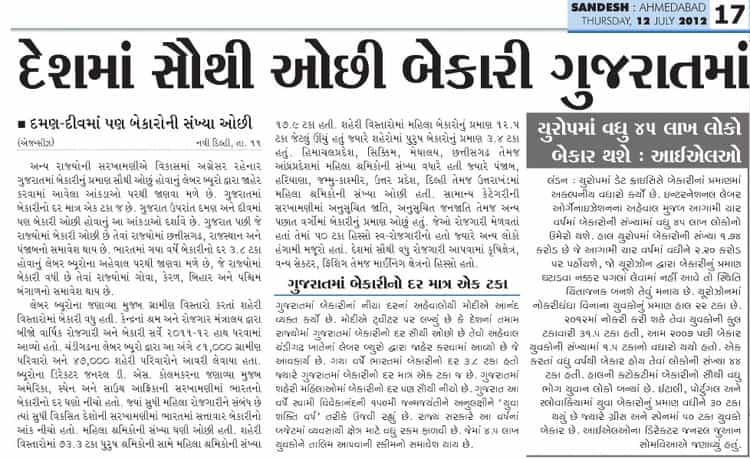 SANDESH : AHMEDABAD
THURSDAY, 12 JULY 2012
17
દેશમાં સૌથી ઓછી બેકારી ગુજરાતમાં
■ દમણ-દીવમાં પણ બેકારોની સંખ્યા ઓછી
(એજન્સીઝ) નવી દિલ્હી, તા. ૧૧
અન્ય રાજ્યોની સરખામણીએ વિકાસમાં અગ્રેસર રહેનાર
ગુજરાતમાં બેકારીનું પ્રમાણ સૌથી ઓછું હોવાનું લેબર બ્યુરો દ્વારા જાહેર
કરવામાં આવેલા આંકડાઓ પરથી જાણવા મળે છે. ગુજરાતમાં
બેકારીનો દર માત્ર એક ટકા જ છે. ગુજરાત ઉપરાંત દમણ અને દીવમાં
પણ બેકારી ઓછી હોવાનું આ આંકડાઓ દર્શાવે છે. ગુજરાત પછી જે
રાજ્યોમાં બેકારી ઓછી છે તેવાં રાજ્યોમાં છત્તીસગઢ, રાજસ્થાન અને
પંજાબનો સમાવેશ થાય છે. ભારતમાં ગયા વર્ષે બેકારીનો દર ૩.૮ ટકા
હોવાનું લેબર બ્યુરોના અહેવાલ પરથી જાણવા મળે છે, જે રાજ્યોમાં
બેકારી વધી છે તેવાં રાજ્યોમાં ગોવા, કેરળ, બિહાર અને પશ્ચિમ
બંગાળનો સમાવેશ થાય છે.
લેબર બ્યુરોના જણાવ્યા મુજબ ગ્રામીણ વિસ્તારો કરતાં શહેરી
વિસ્તારોમાં બેકારી વધુ હતી. કેન્દ્રનાં શ્રમ અને રોજગાર મંત્રાલય દ્વારા
બીજો વાર્ષિક રોજગારી અને બેકારી સર્વે ૨૦૧૧-૧૨ હાથ ધરવામાં
આવ્યો હતો. ચંડીગઢના લેબર બ્યુરો દ્વારા આ અંગે ૮૧,૦૦૦ ગ્રામીણ
પરિવારો અને ૪૭,૦૦૦ શહેરી પરિવારોને આવરી લેવાયા હતા.
બ્યુરોના ડિરેક્ટર જનરલ ડી. એસ. કોલમકરના જણાવ્યા મુજબ
અમેરિકા, સ્પેન અને સાઉથ આફ્રિકાની સરખામણીમાં ભારતનો
બેકારીનો દર ઘણો નીચો હતો. જ્યાં સુધી મહિલા રોજગારીને સંબંધ છે
ત્યાં સુધી વિકસિત દેશોની સરખામણીમાં ભારતમાં સત્તાવાર બેકારીનો
આંક નીચો હતો. મહિલા શ્રમિકોની સંખ્યા ઘણી ઓછી હતી. શહેરી
વિસ્તારોમાં ૭૩.૩ ટકા પુરુષ શ્રમિકોની સામે મહિલા શ્રમિકોની સંખ્યા
૧૭.૯ ટકા હતી. શહેરી વિસ્તારોમાં મહિલા બેકારોનું પ્રમાણ ૧૨.૫
ટકા જેટલું ઊંચું હતું જ્યારે શહેરોમાં પુરુષ બેકારોનું પ્રમાણ ૩.૪ ટકા
હતું. હિમાચલપ્રદેશ, સિક્કિમ, મેઘાલય, છત્તીસગઢ તેમજ
આંધ્રપ્રદેશમાં મહિલા શ્રમિકોની સંખ્યા વધારે હતી જ્યારે પંજાબ,
હરિયાણા, જમ્મુ-કાશ્મીર, ઉત્તર પ્રદેશ, દિલ્હી તેમજ ઉત્તરાખંડમાં
મહિલા શ્રમિકોની સંખ્યા ઓછી હતી. સામાન્ય કેટેગરીની
સરખામણીમાં અનુસૂચિત જાતિ, અનુસૂચિત જનજાતિ તેમજ અન્ય
પછાત વર્ગોમાં બેકારોનું પ્રમાણ ઓછું હતું. જેઓ રોજગારી મેળવતાં
હતાં તેમાં ૫૦ ટકા હિસ્સો સ્વ-રોજગારીનો હતો જ્યારે અન્ય લોકો
હંગામી મજૂરો હતાં. દેશમાં સૌથી વધુ રોજગારી આપવામાં કૃષિક્ષેત્ર,
વન્ય સેક્ટર, ફિશિંગ તેમજ માઈનિંગ ક્ષેત્રનો હિસ્સો હતો.
ગુજરાતમાં બેકારીનો દર માત્ર એક ટકા
ગુજરાતમાં બેકારીનાં નીચા દરનાં અહેવાલોથી મોદીએ આનંદ
વ્યક્ત કર્યો છે. મોદીએ ટ્વીટર પર લખ્યું છે કે દેશનાં તમામ
રાજ્યોમાં ગુજરાતમાં બેકારીનો દર સૌથી ઓછો છે તેવો અહેવાલ
ચંડીગઢ ખાતેનાં લેબર બ્યુરો દ્વારા જાહેર કરવામાં આવ્યો છે જે
આવકાર્ય છે. ગયા વર્ષે ભારતમાં બેકારીનો દર ૩.૮ ટકા હતો
જ્યારે ગુજરાતમાં બેકારીનો દર માત્ર એક ટકા જ છે. ગુજરાતમાં
શહેરી મહિલાઓમાં બેકારીનો દર પણ સૌથી નીચો છે. ગુજરાત આ
વર્ષે સ્વામી વિવેકાનંદની ૧૫૦મી જન્મજયંતીને અનુલક્ષીને 'યુવા
શક્તિ વર્ષ' તરીકે ઉજવી રહ્યું છે. રાજ્ય સરકારે આ વર્ષનાં
બજેટમાં વ્યવસાયી ક્ષેત્ર માટે વધુ રકમ ફાળવી છે. જેમાં ૪.૫ લાખ
યુવકોને તાલિમ આપવાની સ્કીમનો સમાવેશ થાય છે.
યુરોપમાં વધુ ૪૫ લાખ લોકો
બેકાર થશે : આઈએલઓ
લંડન : યુરોપમાં ડેટ ક્રાઈસિસે બેકારીનાં પ્રમાણમાં
અકલ્પનીય વધારો કર્યો છે. ઇન્ટરનેશનલ લેબર
ઓર્ગેનાઇઝેશનના અહેવાલ મુજબ આગામી ચાર
વર્ષમાં બેકારોની સંખ્યામાં વધુ ૪૫ લાખ લોકોનો
ઉમેરો થશે. હાલ યુરોપમાં બેકારોની સંખ્યા ૧.૭૪
કરોડ છે જે આગામી ચાર વર્ષમાં વધીને ૨.૨૦ કરોડ
પર પહોંચશે, જો યુરોઝોન દ્વારા બેકારોનું પ્રમાણ
ઘટાડવા નક્કર પગલાં લેવામાં નહીં આવે તો સ્થિતિ
ચિંતાજનક બનશે તેવું મનાય છે. યુરોઝોનમાં
નોકરીધંધા વિનાના યુવકોનું પ્રમાણ હાલ ૨૨ ટકા છે.
૨૦૧૨માં નોકરી કરી શકે તેવા યુવકોની કુલ
ટકાવારી ૩૧.૫ ટકા હતી, આમ ૨૦૦૭ પછી બેકાર
યુવકોની સંખ્યામાં ૧.૫ ટકાનો વધારો થયો હતો. એક
કરતાં વધુ વર્ષથી બેકાર હોય તેવાં લોકોની સંખ્યા ૪૪
ટકા હતી. હાલની કટોકટીમાં બેકારીનો સૌથી વધુ
ભોગ યુવાન લોકો બન્યાં છે. ઇટાલી, પોર્ટુગલ અને
સ્લોવાકિયામાં યુવા બેકારોનું પ્રમાણ વધીને ૩૦ ટકા
થયું છે જ્યારે ગ્રીસ અને સ્પેનમાં ૫૦ ટકા યુવકો
બેકાર છે. આઈએલઓના ડિરેક્ટર જનરલ જુઆન
સોમવિઆએ જણાવ્યું હતું.